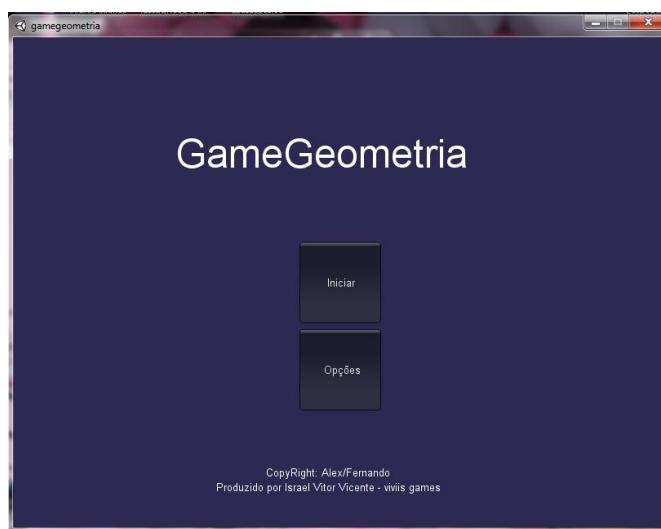 gamegeometria
GameGeometria
Iniciar
Opções
CopyRight: Alex/Fernando
Produzido por Israel Vitor Vicente - viviis games